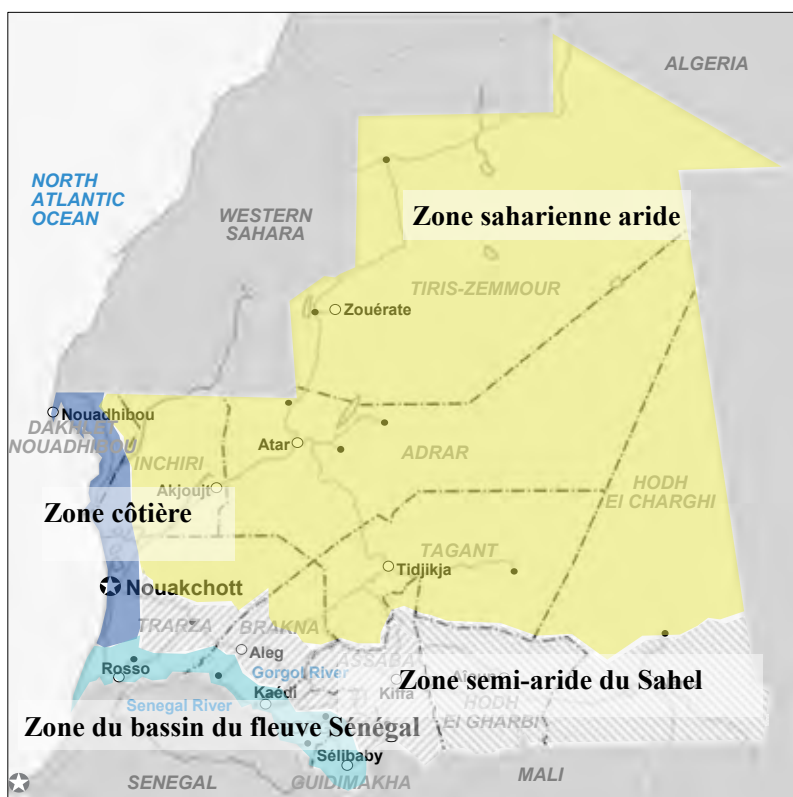 ALGERIA
NORTH
ATLANTIC
OCEAN
WESTERN
SAHARA
Zone saharienne aride
TIRIS-ZEMMOUR
Zouérate
Nouadhibou
NOUADHIBOU
INCHIRI
Atar
ADRAR
Akjoujt
HODH
El CHARGHI
Zone côtière
TAGANT
Tidjikja
Nouakchott
TRARZA
BRAKNA
Aleg
Rosso
Gorgol River
Kaédi
Kiffa
Zone semi-aride du Sahel
HODH
El GHARBI
Senegal River
Zone du bassin du fleuve Sénégal
Sélibaby
SENEGAL
GUIDIMAKHA
MALI